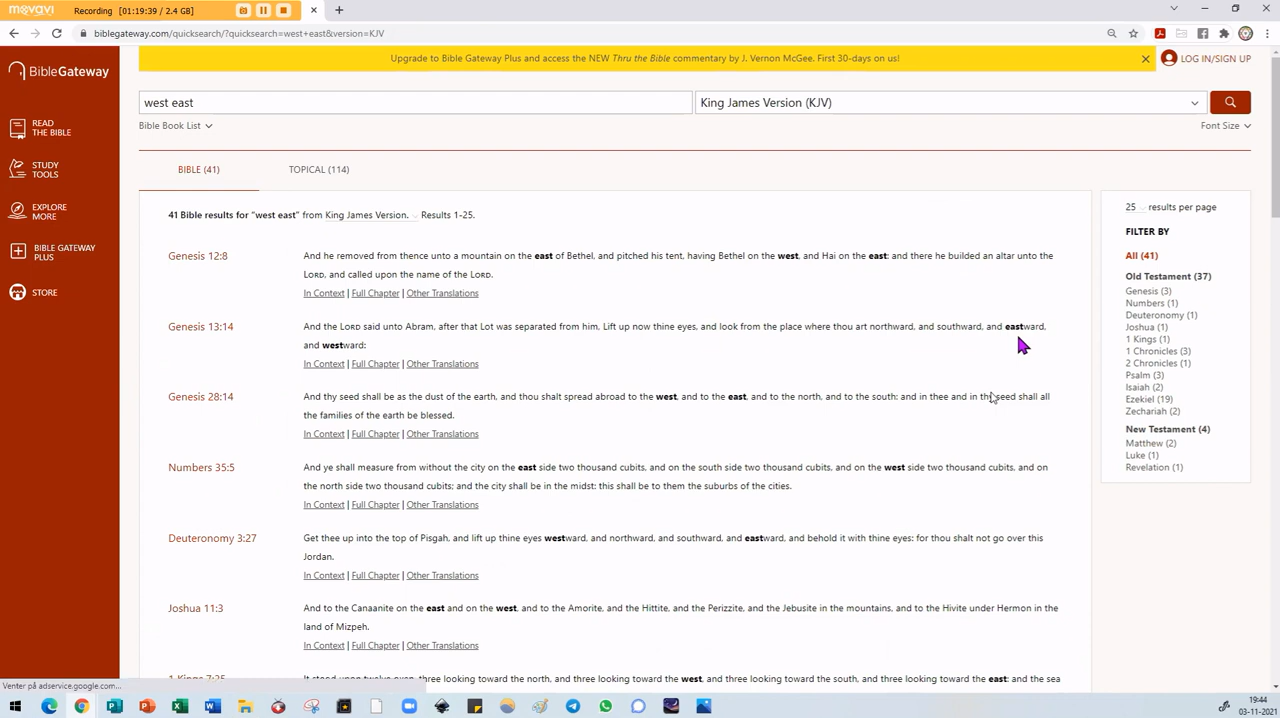 movavi Recording (01:19:39 / 2.4 GB)
biblegateway.com/quicksearch/?quicksearch=west+east&version=KJV
BibleGateway
Upgrade to Bible Gateway Plus and access the NEW Thru the Bible commentary by J. Vernon McGee. First 30-days on us!
LOG IN/SIGN UP
west east
King James Version (KJV)
Bible Book List
Font Size
READ
THE BIBLE
STUDY
TOOLS
EXPLORE
MORE
BIBLE GATEWAY
PLUS
STORE
BIBLE (41)
TOPICAL (114)
41 Bible results for “west east” from King James Version. Results 1-25.
Genesis 12:8
And he removed from thence unto a mountain on the east of Bethel, and pitched his tent, having Bethel on the west, and Hai on the east: and there he builded an altar unto the
LORD, and called upon the name of the LORD.
In Context | Full Chapter | Other Translations
Genesis 13:14
And the LORD said unto Abram, after that Lot was separated from him, Lift up now thine eyes, and look from the place where thou art northward, and southward, and eastward,
and westward:
In Context | Full Chapter | Other Translations
Genesis 28:14
And thy seed shall be as the dust of the earth, and thou shalt spread abroad to the west, and to the east, and to the north, and to the south: and in thee and in thy seed shall all
the families of the earth be blessed.
In Context | Full Chapter | Other Translations
Numbers 35:5
And ye shall measure from without the city on the east side two thousand cubits, and on the south side two thousand cubits, and on the west side two thousand cubits, and on
the north side two thousand cubits; and the city shall be in the midst: this shall be to them the suburbs of the cities.
In Context | Full Chapter | Other Translations
Deuteronomy 3:27
Get thee up into the top of Pisgah, and lift up thine eyes westward, and northward, and southward, and eastward, and behold it with thine eyes: for thou shalt not go over this
Jordan.
In Context | Full Chapter | Other Translations
Joshua 11:3
And to the Canaanite on the east and on the west, and to the Amorite, and the Hittite, and the Perizzite, and the Jebusite in the mountains, and to the Hivite under Hermon in the
land of Mizpeh.
In Context | Full Chapter | Other Translations
1 Kings 7:25
It stood upon twelve oxen, three looking toward the north, and three looking toward the west, and three looking toward the south, and three looking toward the east: and the sea
25 results per page
FILTER BY
All (41)
Old Testament (37)
Genesis (3)
Numbers (1)
Deuteronomy (1)
Joshua (1)
1 Kings (1)
1 Chronicles (3)
2 Chronicles (1)
Psalm (3)
Isaiah (2)
Ezekiel (19)
Zechariah (2)
New Testament (4)
Matthew (2)
Luke (1)
Revelation (1)
Venter på adservice.google.com...
19:44
03-11-2021